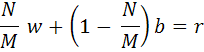 N/M w + (1 − N/M) b = r